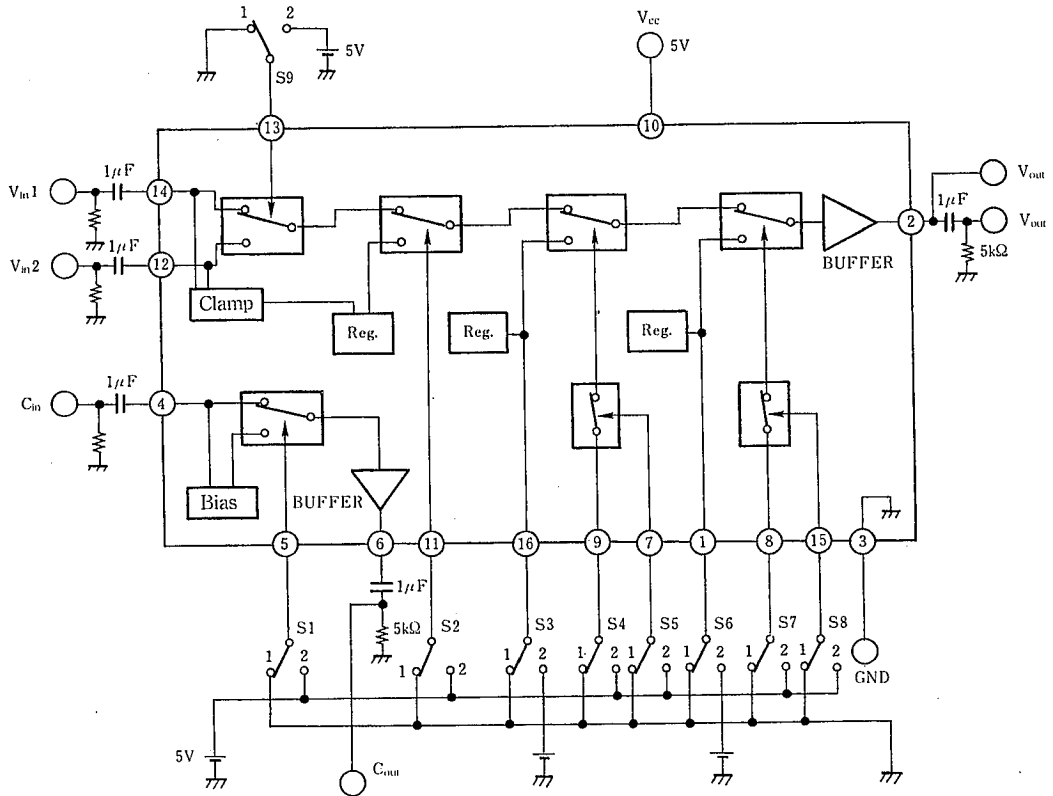 1 2
5V
S9
Vcc
5V
13
10
1μF
Vin1
14
Vout
1μF
2
Vout
5kΩ
BUFFER
1μF
Vin2
12
Clamp
Reg.
Reg.
Reg.
1μF
Cin
4
Bias
BUFFER
5 6 11 16 9 7 1 8 15 3
1μF
5kΩ
S1 S2 S3 S4 S5 S6 S7 S8
1 2 1 2 1 2 1 2 1 2 1 2 1 2 1 2
GND
5V
Cout